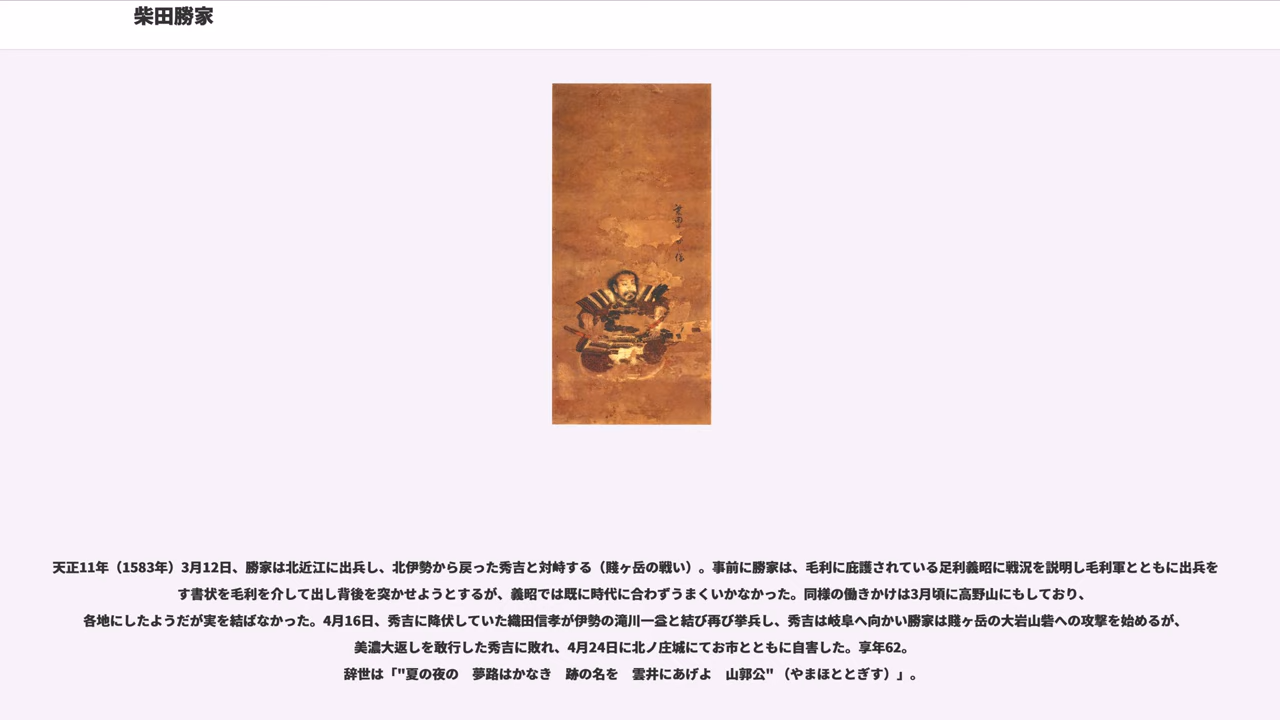 柴田勝家
天正11年（1583年）3月12日、勝家は北近江に出兵し、北伊勢から戻った秀吉と対峙する（賤ヶ岳の戦い）。事前に勝家は、毛利に庇護されている足利義昭に戦況を説明し毛利軍とともに出兵を
す書状を毛利を介して出し背後を突かせようとするが、義昭では既に時代に合わずうまくいかなかった。同様の働きかけは3月頃に高野山にもしており、
各地にしたようだが実を結ばなかった。4月16日、秀吉に降伏していた織田信孝が伊勢の滝川一益と結び再び挙兵し、秀吉は岐阜へ向かい勝家は賤ヶ岳の大岩山砦への攻撃を始めるが、
美濃大返しを敢行した秀吉に敗れ、4月24日に北ノ庄城にてお市とともに自害した。享年62。
辞世は「"夏の夜の　夢路はかなき　跡の名を　雲井にあげよ　山郭公" （やまほととぎす）」。